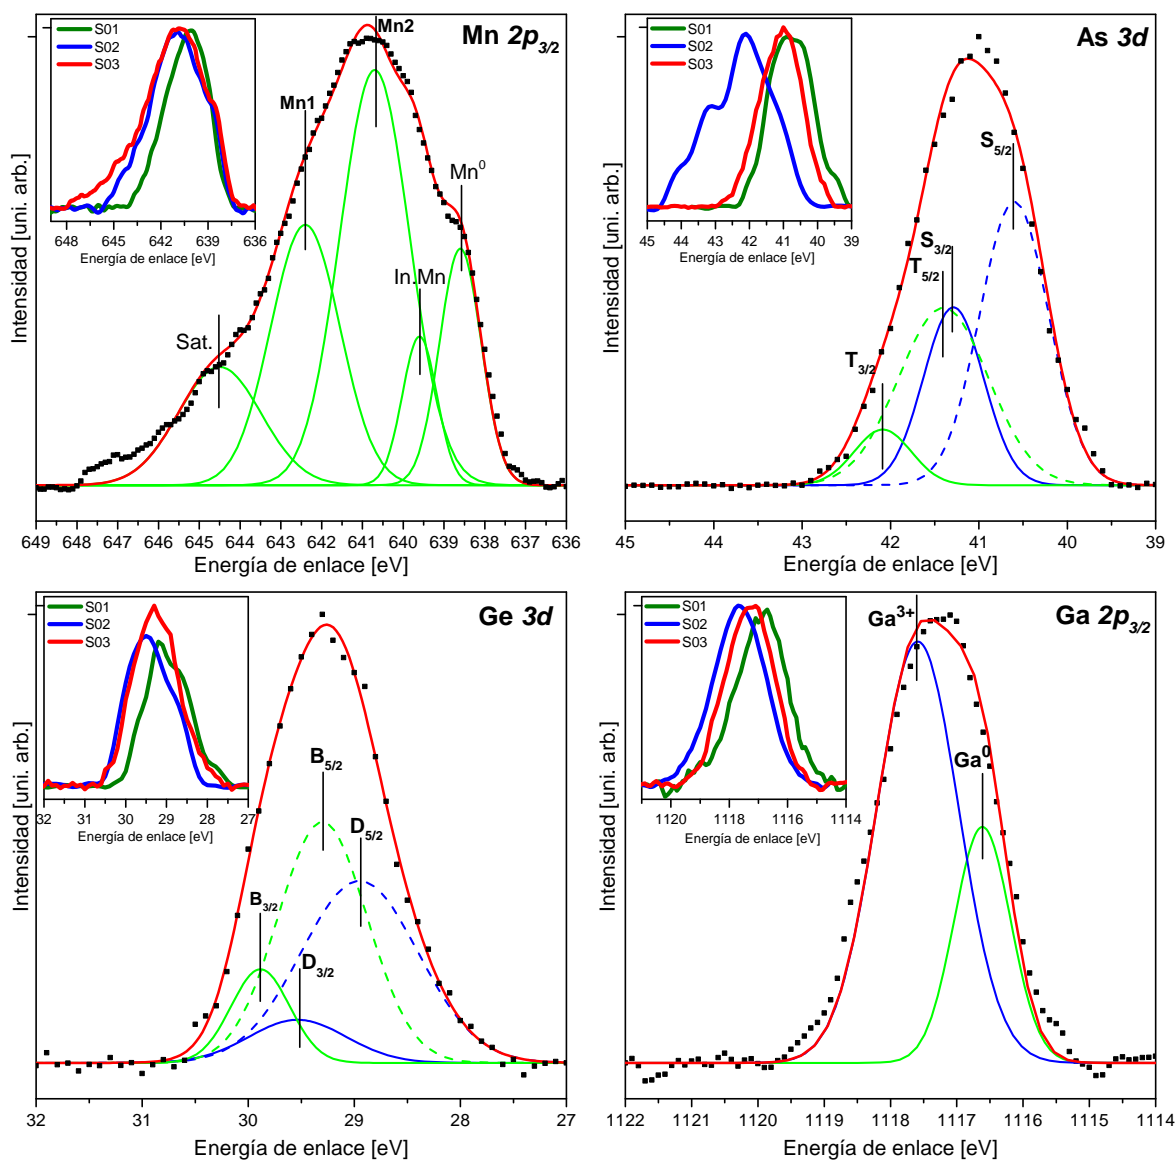 Mn 2p3/2
S01
S02
S03
648 645 642 639 636
Energía de enlace [eV]
Mn2
Mn1
Mn⁰
In.Mn
Sat.
Intensidad [uni. arb.]
649 648 647 646 645 644 643 642 641 640 639 638 637 636
Energía de enlace [eV]
As 3d
S01
S02
S03
45 44 43 42 41 40 39
Energía de enlace [eV]
S5/2
S3/2
T5/2
T3/2
Intensidad [uni. arb.]
45 44 43 42 41 40 39
Energía de enlace [eV]
Ge 3d
S01
S02
S03
32 31 30 29 28 27
Energía de enlace [eV]
B5/2
D5/2
B3/2
D3/2
Intensidad [uni. arb.]
32 31 30 29 28 27
Energía de enlace [eV]
Ga 2p3/2
S01
S02
S03
1120 1118 1116 1114
Energía de enlace [eV]
Ga³⁺
Ga⁰
Intensidad [uni. arb.]
1122 1121 1120 1119 1118 1117 1116 1115 1114
Energía de enlace [eV]